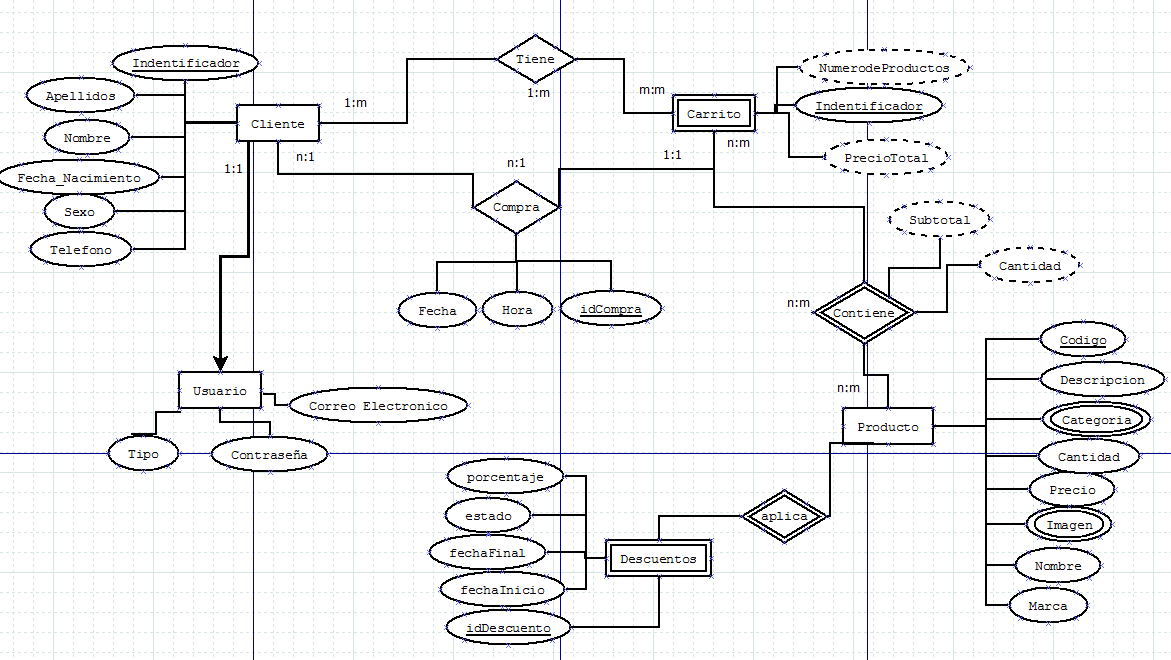 Indentificador
Apellidos
Nombre
Fecha_Nacimiento
Sexo
Telefono
Cliente
1:m
Tiene
1:m
m:m
Carrito
n:m
NumerodeProductos
Indentificador
PrecioTotal
1:1
n:1
n:1
Compra
1:1
Fecha
Hora
idCompra
Subtotal
Cantidad
n:m
Contiene
n:m
Usuario
Correo Electronico
Tipo
Contraseña
Producto
Codigo
Descripcion
Categoria
Cantidad
Precio
Imagen
Nombre
Marca
aplica
Descuentos
porcentaje
estado
fechaFinal
fechaInicio
idDescuento